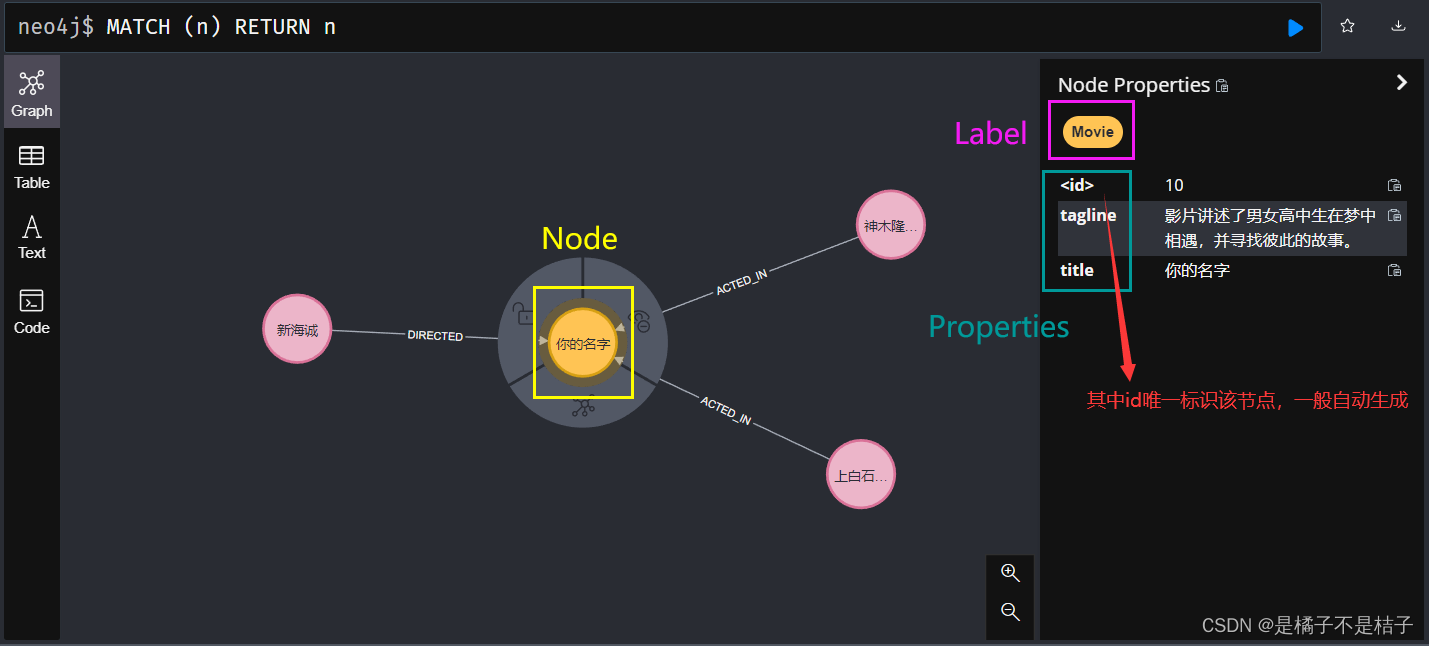 neo4j$ MATCH (n) RETURN n
Graph
Table
Text
Code
Node
新海诚
DIRECTED
你的名字
ACTED_IN
神木隆...
ACTED_IN
上白石...
Node Properties
Label
Movie
<id> 10
tagline 影片讲述了男女高中生在梦中
相遇，并寻找彼此的故事。
title 你的名字
Properties
其中id唯一标识该节点，一般自动生成
CSDN @是橘子不是桔子